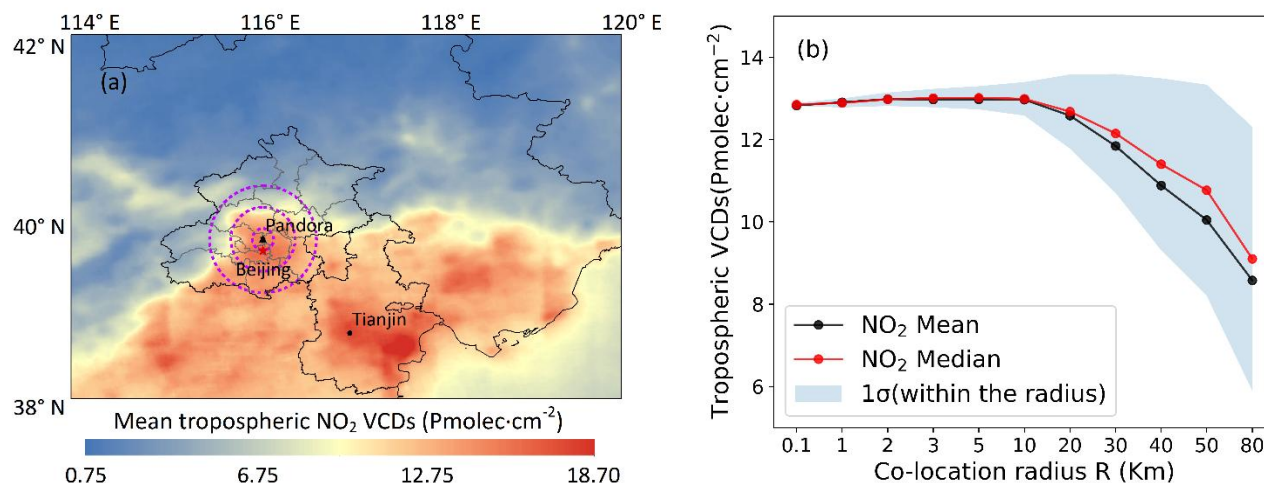 114° E 116° E 118° E 120° E
42° N
40° N
38° N
(a)
Pandora
Beijing
Tianjin
Mean tropospheric NO₂ VCDs (Pmolec·cm⁻²)
0.75 6.75 12.75 18.70
(b)
Tropospheric VCDs(Pmolec·cm⁻²)
14
12
10
8
6
NO₂ Mean
NO₂ Median
1σ(within the radius)
0.1 1 2 3 5 10 20 30 40 50 80
Co-location radius R (Km)